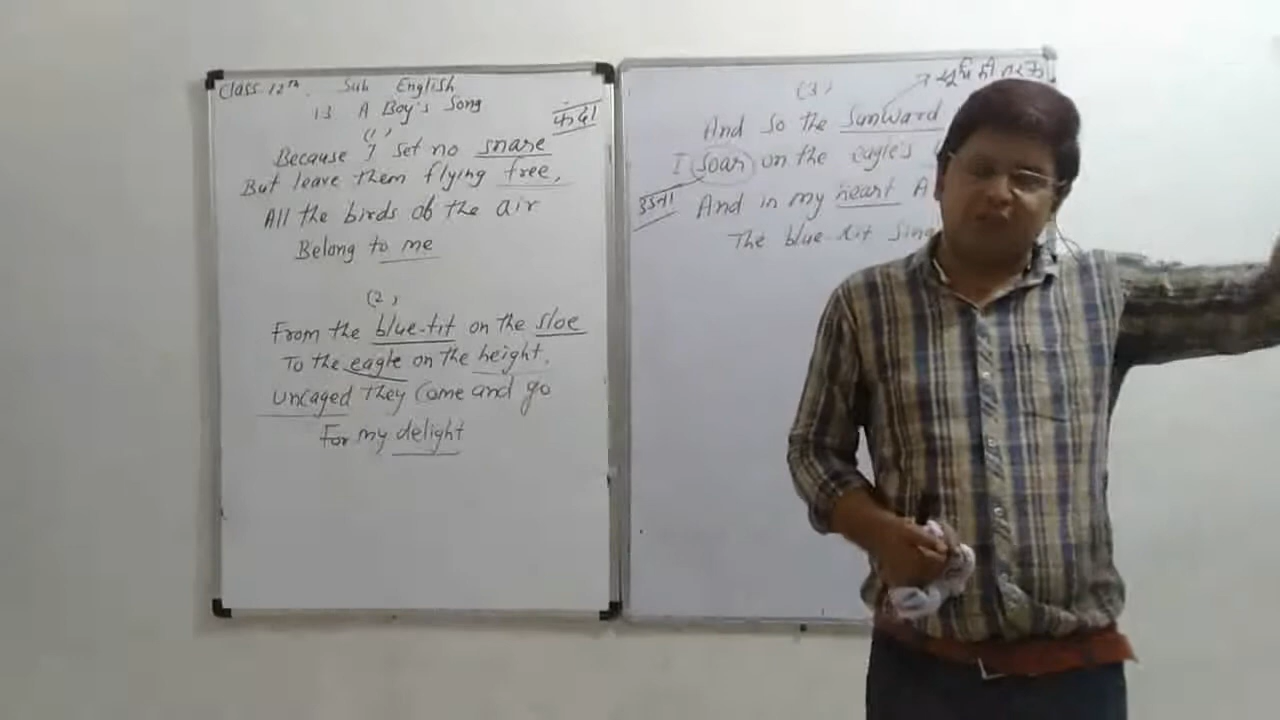 Class 12th. Sub English
13 A Boy's Song
(1)
फंदा
Because I set no snare
But leave them flying free,
All the birds of the air
Belong to me
(2)
From the blue-tit on the sloe
To the eagle on the height.
Uncaged they come and go
For my delight
(3)
And so the sunward
I soar on the eagle's
उड़ना
And in my heart A
The blue-tit sing